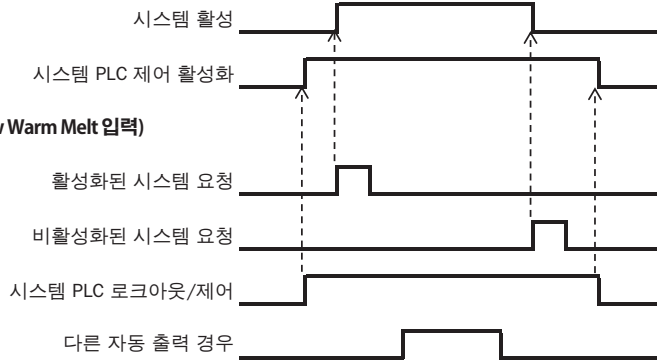 시스템 활성
시스템 PLC 제어 활성화
Warm Melt 입력)
활성화된 시스템 요청
비활성화된 시스템 요청
시스템 PLC 로크아웃/제어
다른 자동 출력 경우